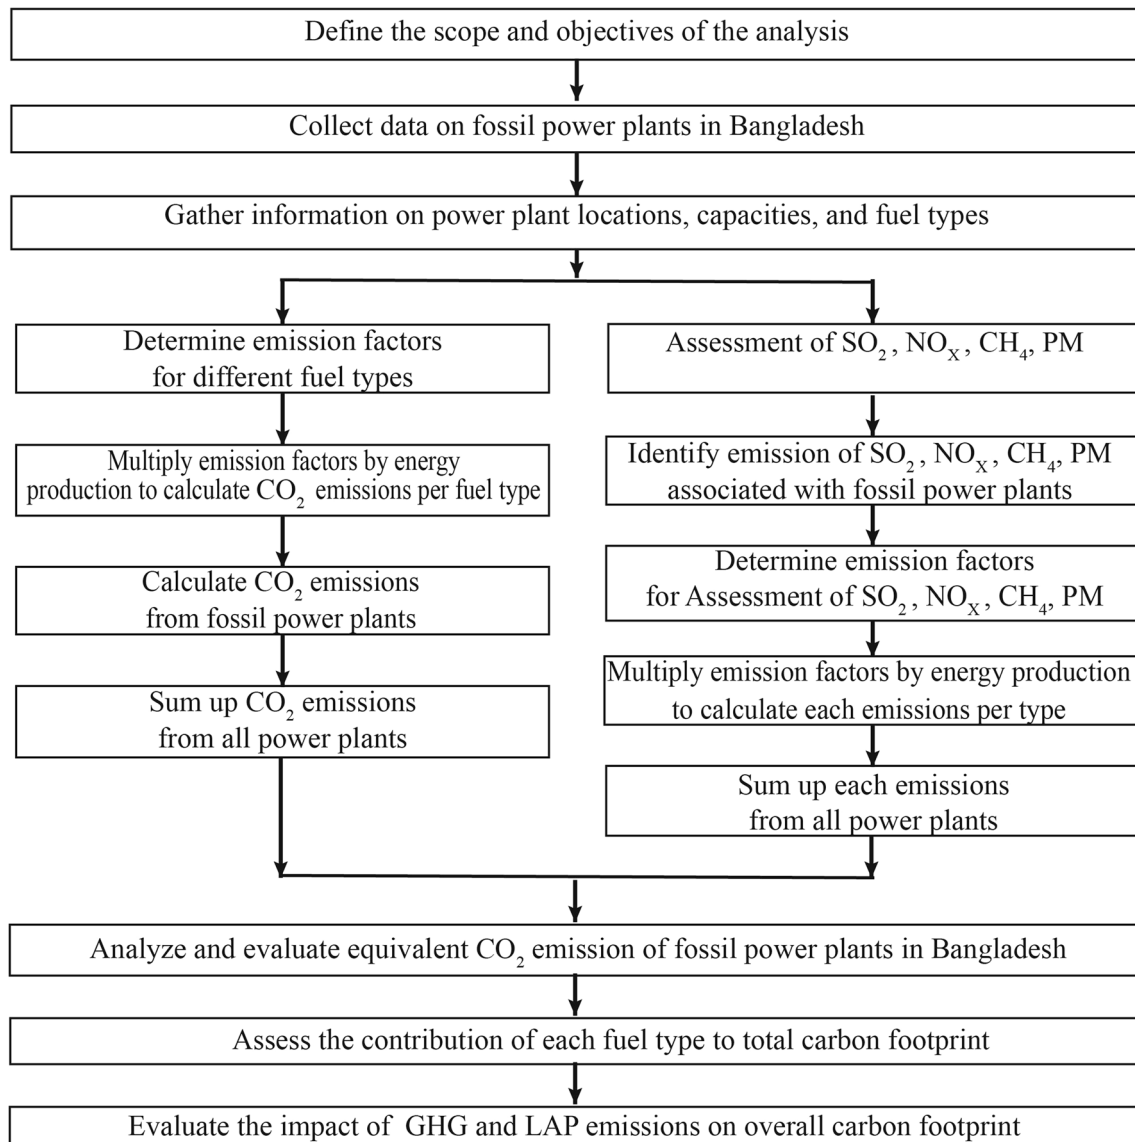 Define the scope and objectives of the analysis
Collect data on fossil power plants in Bangladesh
Gather information on power plant locations, capacities, and fuel types
Determine emission factors
for different fuel types
Multiply emission factors by energy
production to calculate CO₂ emissions per fuel type
Calculate CO₂ emissions
from fossil power plants
Sum up CO₂ emissions
from all power plants
Assessment of SO₂, NOₓ, CH₄, PM
Identify emission of SO₂, NOₓ, CH₄, PM
associated with fossil power plants
Determine emission factors
for Assessment of SO₂, NOₓ, CH₄, PM
Multiply emission factors by energy production
to calculate each emissions per type
Sum up each emissions
from all power plants
Analyze and evaluate equivalent CO₂ emission of fossil power plants in Bangladesh
Assess the contribution of each fuel type to total carbon footprint
Evaluate the impact of GHG and LAP emissions on overall carbon footprint